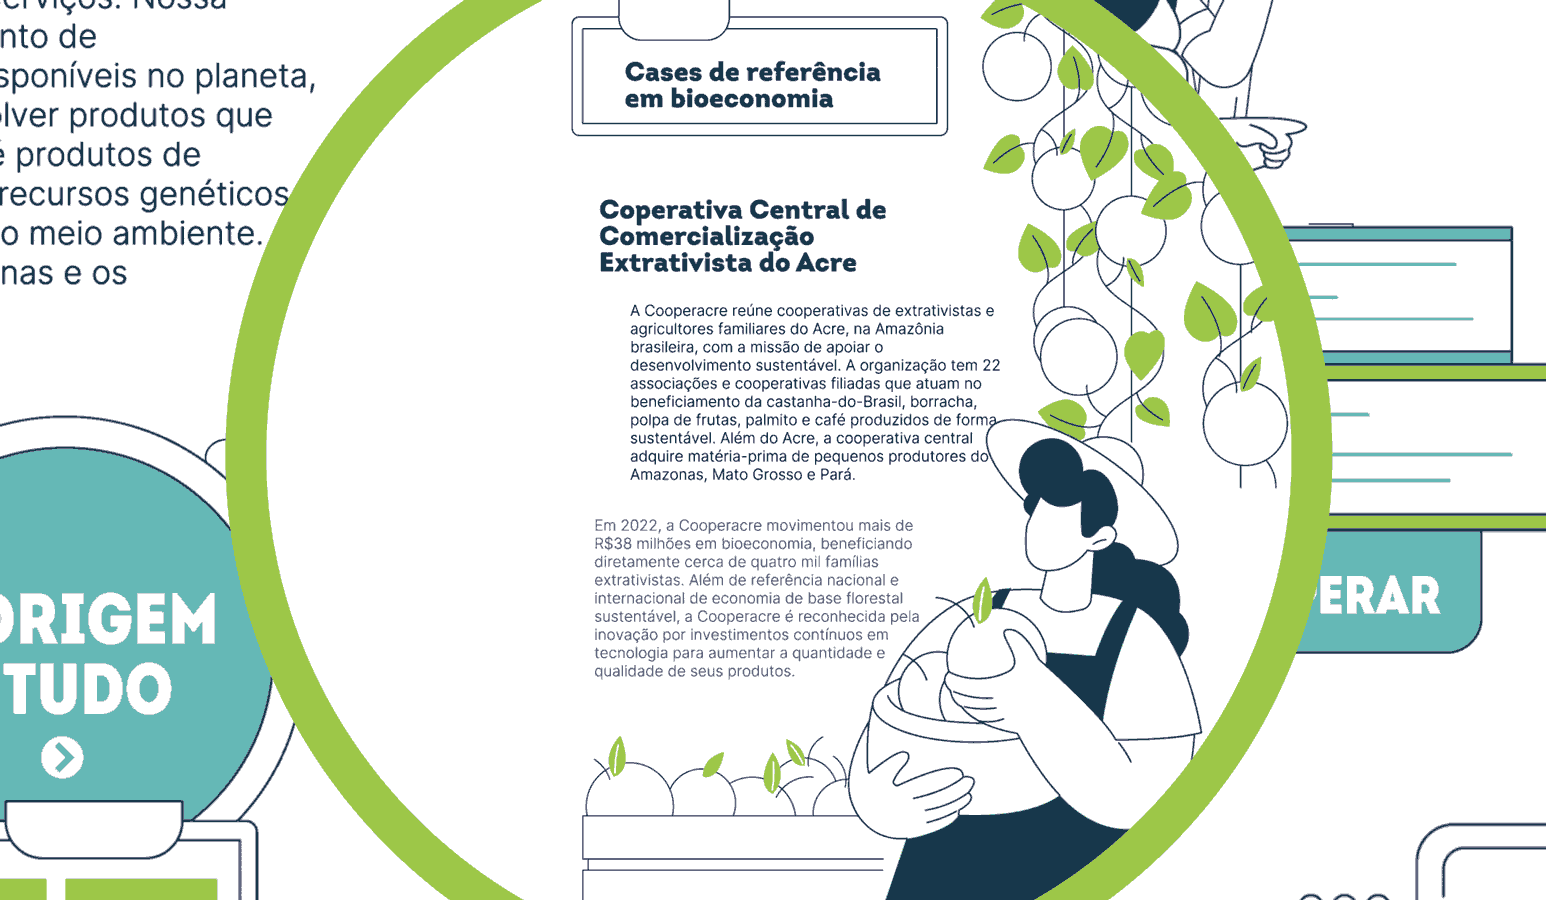 serviços. Nossa
nto de
sponíveis no planeta,
lver produtos que
é produtos de
recursos genéticos
o meio ambiente.
nas e os
Cases de referência
em bioeconomia
Coperativa Central de
Comercialização
Extrativista do Acre
A Cooperacre reúne cooperativas de extrativistas e
agricultores familiares do Acre, na Amazônia
brasileira, com a missão de apoiar o
desenvolvimento sustentável. A organização tem 22
associações e cooperativas filiadas que atuam no
beneficiamento da castanha-do-Brasil, borracha,
polpa de frutas, palmito e café produzidos de forma
sustentável. Além do Acre, a cooperativa central
adquire matéria-prima de pequenos produtores do
Amazonas, Mato Grosso e Pará.
Em 2022, a Cooperacre movimentou mais de
R$38 milhões em bioeconomia, beneficiando
diretamente cerca de quatro mil famílias
extrativistas. Além de referência nacional e
internacional de economia de base florestal
sustentável, a Cooperacre é reconhecida pela
inovação por investimentos contínuos em
tecnologia para aumentar a quantidade e
qualidade de seus produtos.
ORIGEM
TUDO
ERAR